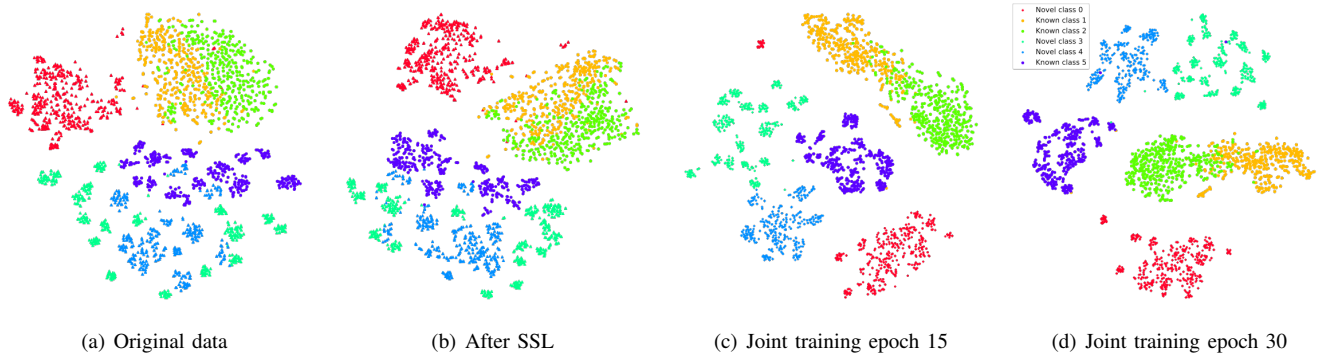 Novel class 0
Known class 1
Known class 2
Novel class 3
Novel class 4
Known class 5
(a) Original data
(b) After SSL
(c) Joint training epoch 15
(d) Joint training epoch 30